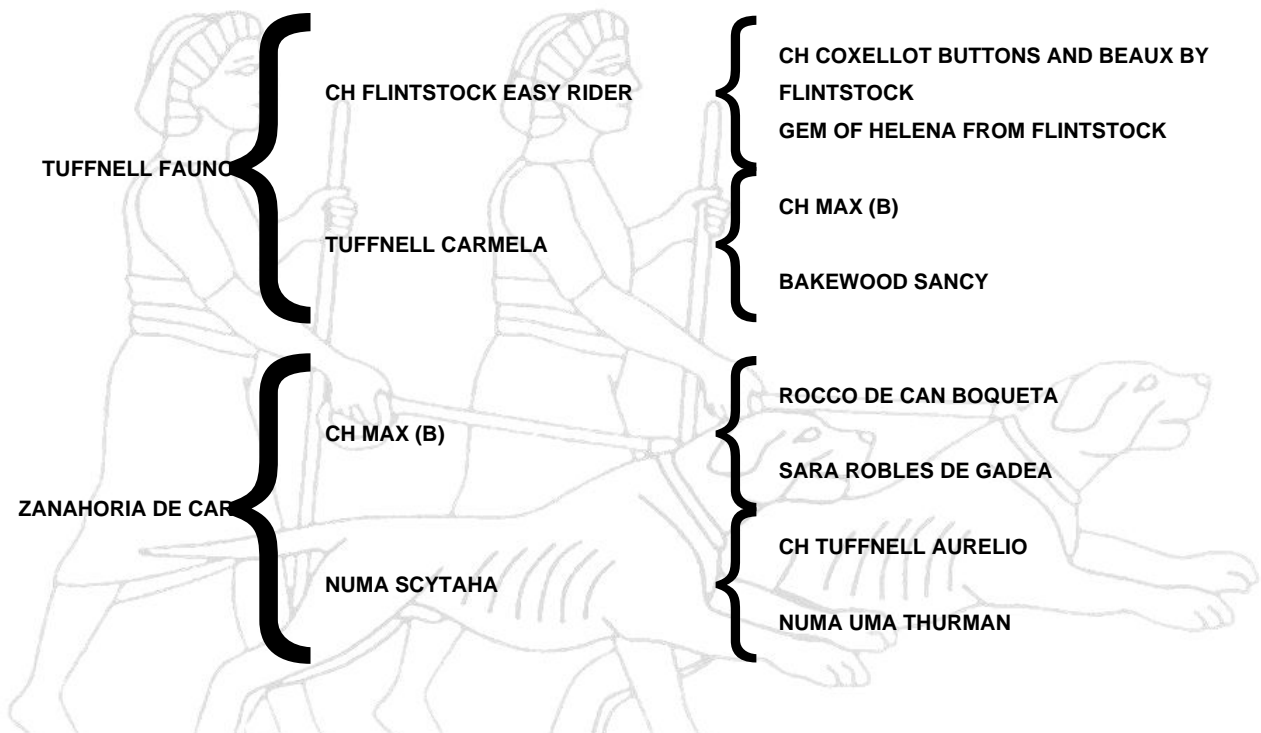 CH COXELLOT BUTTONS AND BEAUX BY
CH FLINTSTOCK EASY RIDER
FLINTSTOCK
GEM OF HELENA FROM FLINTSTOCK
TUFFNELL FAUNO
CH MAX (B)
TUFFNELL CARMELA
BAKEWOOD SANCY
ROCCO DE CAN BOQUETA
CH MAX (B)
SARA ROBLES DE GADEA
ZANAHORIA DE
CH TUFFNELL AURELIO
NUMA SCYTAHA
NUMA UMA THURMAN